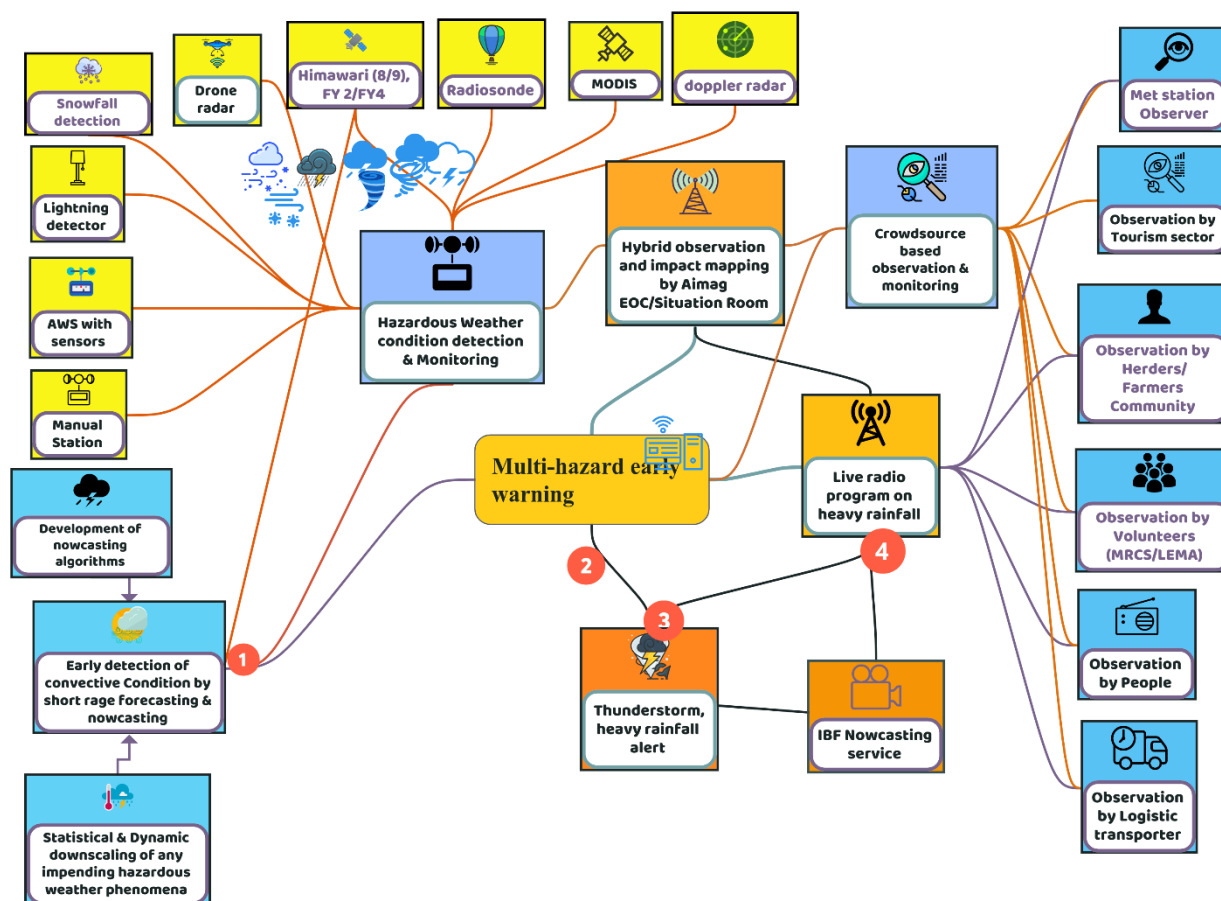 Snowfall
detection
Drone
radar
Himawari (8/9),
FY 2/FY4
Radiosonde
MODIS
doppler radar
Met station
Observer
Lightning
detector
Hybrid observation
and impact mapping
by Aimag
EOC/Situation Room
Crowdsource
based
observation &
monitoring
Observation by
Tourism sector
AWS with
sensors
Hazardous Weather
condition detection
& Monitoring
Observation by
Herders/
Farmers
Community
Manual
Station
Multi-hazard early
warning
Live radio
program on
heavy rainfall
Observation by
Volunteers
(MRCS/LEMA)
Development of
nowcasting
algorithms
2
4
3
1
Early detection of
convective Condition by
short rage forecasting &
nowcasting
Thunderstorm,
heavy rainfall
alert
IBF Nowcasting
service
Observation
by People
Observation
by Logistic
transporter
Statistical & Dynamic
downscaling of any
impending hazardous
weather phenomena